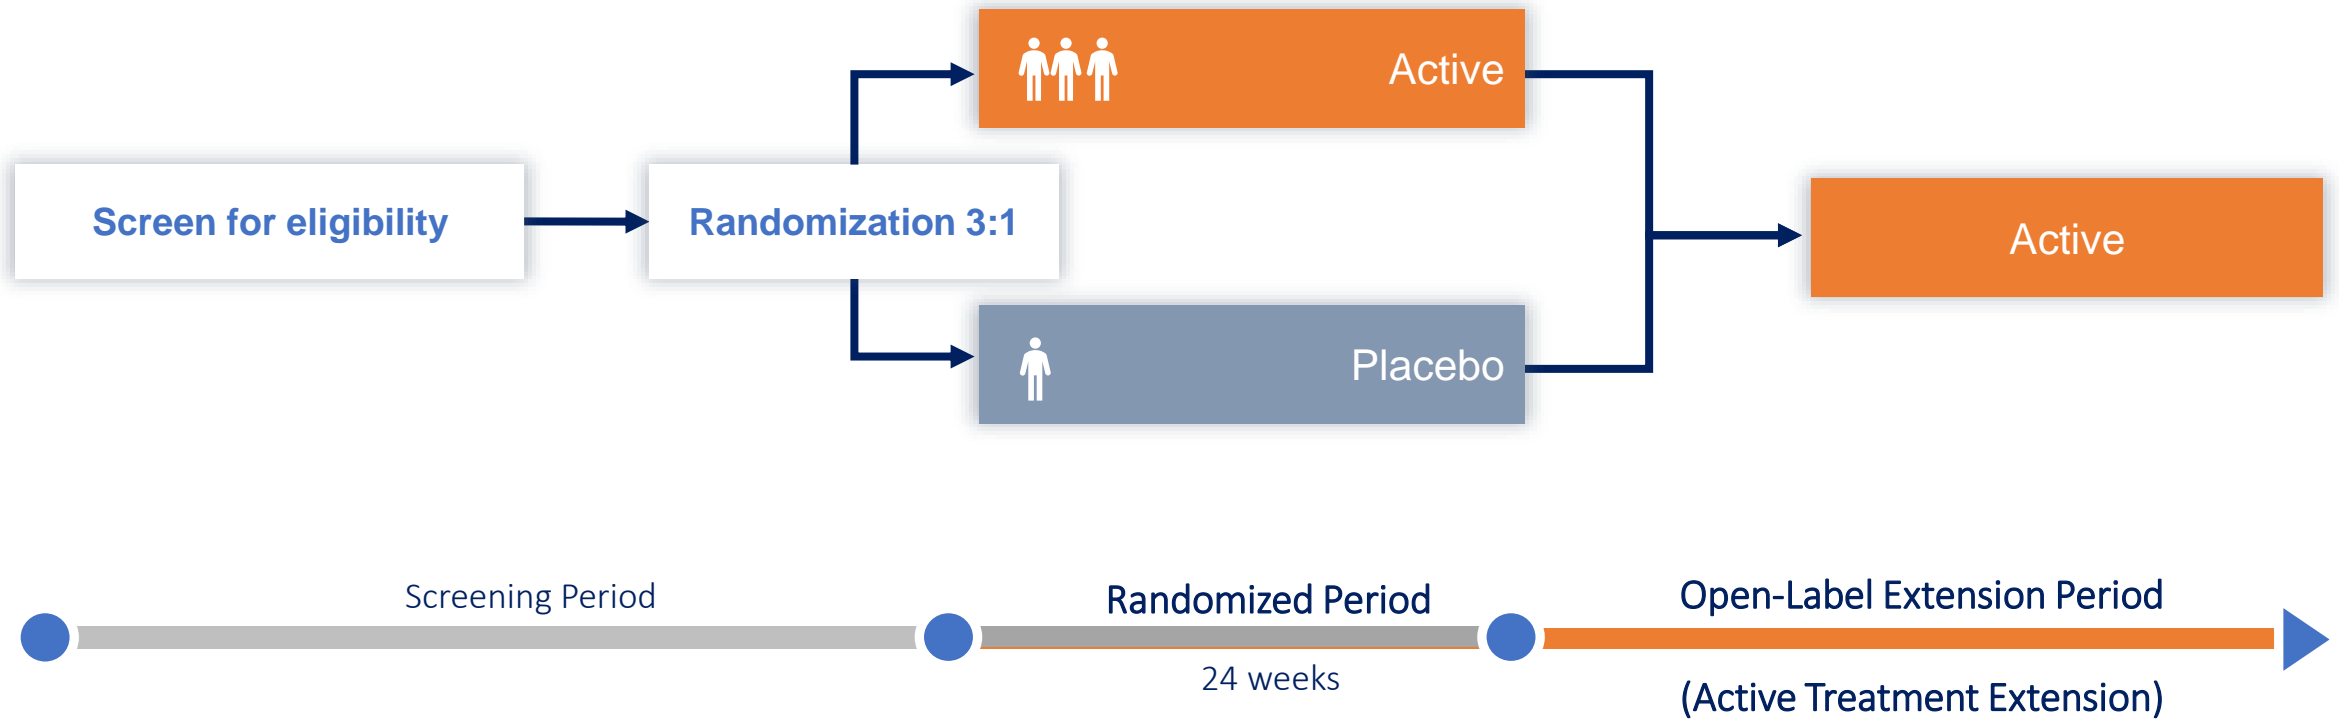 Active
Screen for eligibility
Randomization 3:1
Active
Placebo
Screening Period
Randomized Period
24 weeks
Open-Label Extension Period
(Active Treatment Extension)